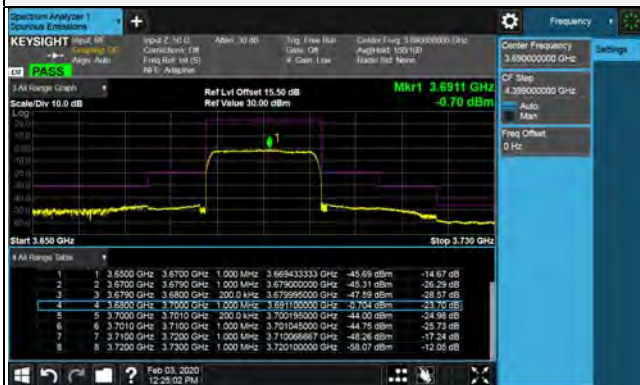 Spectrum Analyzer 1
Spurious Emissions
+
Frequency
KEYSIGHT Input: RF
Coupling: DC
Align: Auto
Input Z: 50 Ω
Corrections: Off
Freq Ref: Int (S)
NFE: Adaptive
Atten: 30 dB
Trig: Free Run
Gate: Off
IF Gain: Low
Center Freq: 3.690000000 GHz
Avg|Hold: 100/100
Radio Std: None
PASS
3 All Range Graph
Scale/Div 10.0 dB
Ref Lvl Offset 15.50 dB
Ref Value 30.00 dBm
Mkr1 3.6911 GHz
-0.70 dBm
Log
1
Start 3.650 GHz
Stop 3.730 GHz
All Range Table
1 1 3.6500 GHz 3.6700 GHz 1.000 MHz 3.669433333 GHz -45.69 dBm -14.67 dB
2 2 3.6700 GHz 3.6790 GHz 1.000 MHz 3.679000000 GHz -45.31 dBm -26.29 dB
3 3 3.6790 GHz 3.6800 GHz 200.0 kHz 3.679995000 GHz -47.59 dBm -28.57 dB
4 4 3.6800 GHz 3.7000 GHz 1.000 MHz 3.691100000 GHz -0.704 dBm -23.70 dB
5 5 3.7000 GHz 3.7010 GHz 200.0 kHz 3.700195000 GHz -44.00 dBm -24.98 dB
6 6 3.7010 GHz 3.7100 GHz 1.000 MHz 3.701045000 GHz -44.75 dBm -25.73 dB
7 7 3.7100 GHz 3.7200 GHz 1.000 MHz 3.710066667 GHz -48.26 dBm -17.24 dB
8 8 3.7200 GHz 3.7300 GHz 1.000 MHz 3.720100000 GHz -58.07 dBm -12.05 dB
Center Frequency
3.690000000 GHz
Settings
CF Step
4.399000000 GHz
Auto
Man
Freq Offset
0 Hz
?
Feb 03, 2020
12:25:02 PM